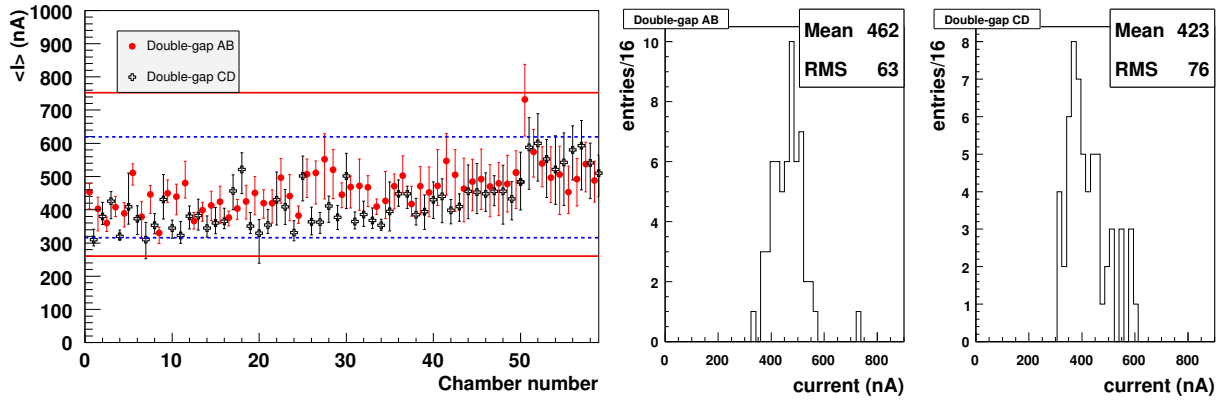 <I> (nA)
1000
900
800
700
600
500
400
300
200
100
0
Double-gap AB
Double-gap CD
0 10 20 30 40 50
Chamber number
Double-gap AB
Mean 462
RMS 63
entries/16
10
8
6
4
2
0
0 200 400 600 800
current (nA)
Double-gap CD
Mean 423
RMS 76
entries/16
8
7
6
5
4
3
2
1
0
0 200 400 600 800
current (nA)